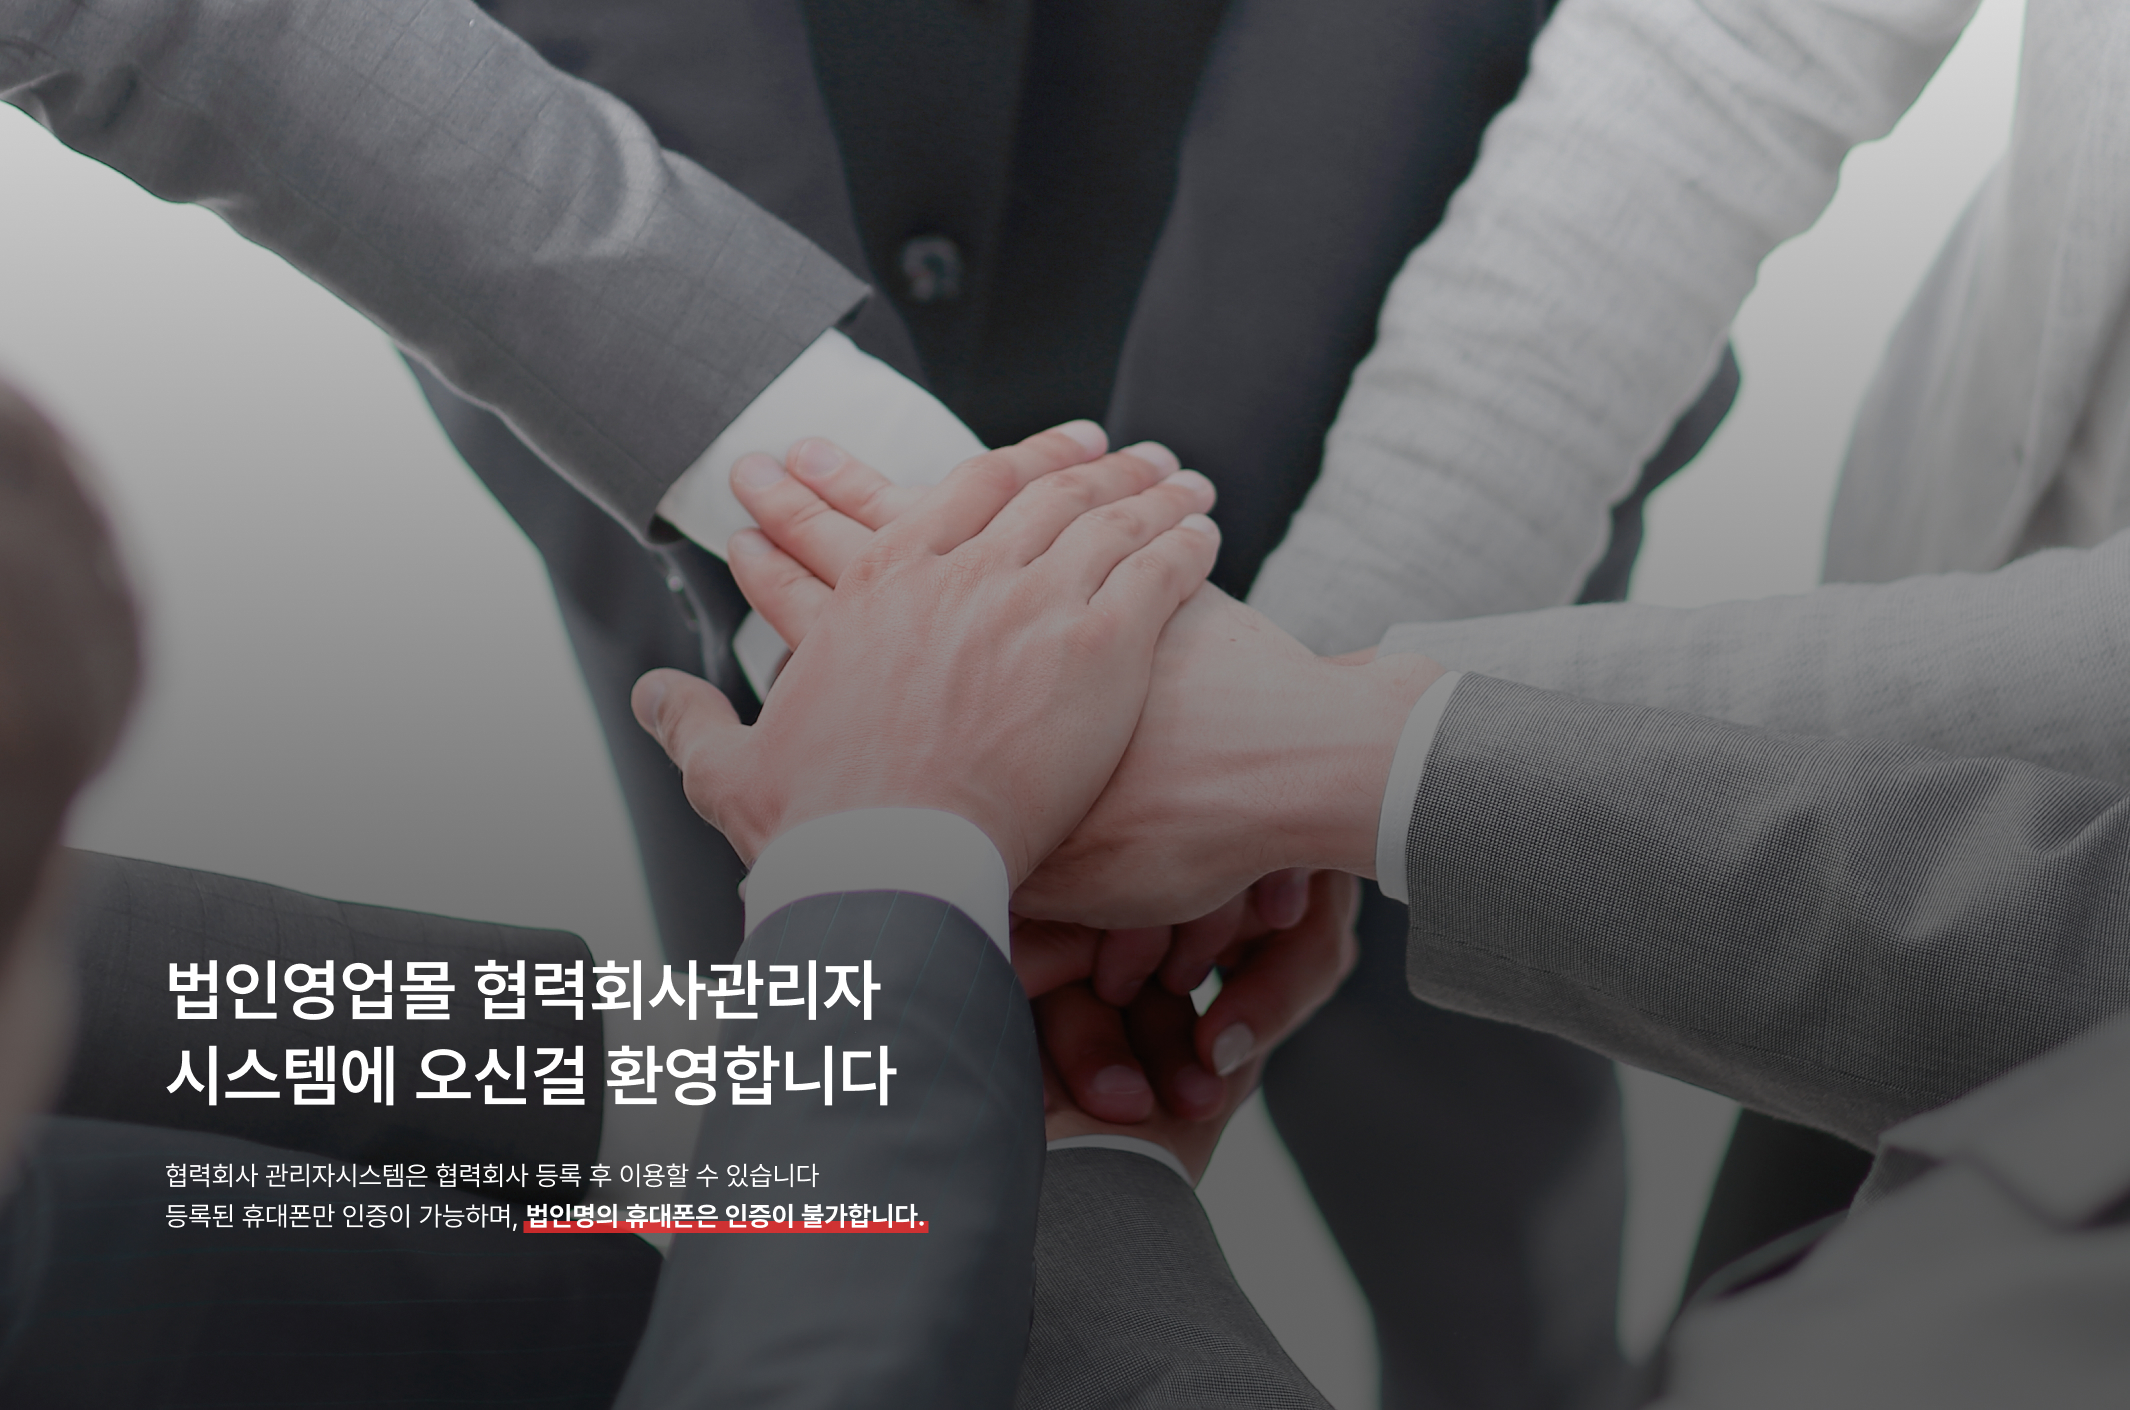 법인영업몰 협력회사관리자
시스템에 오신걸 환영합니다
협력회사 관리자시스템은 협력회사 등록 후 이용할 수 있습니다
등록된 휴대폰만 인증이 가능하며, 법인명의 휴대폰은 인증이 불가합니다.